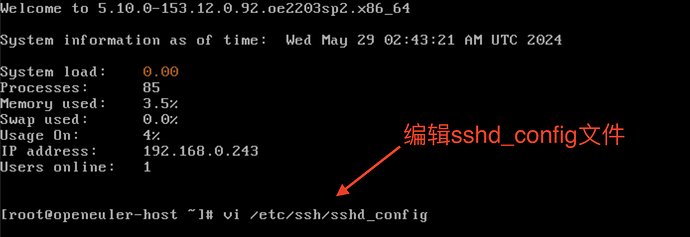 Welcome to 5.10.0-153.12.0.92.oe2203sp2.x86_64
System information as of time:  Wed May 29 02:43:21 AM UTC 2024
System load:    0.00
Processes:      85
Memory used:    3.5%
Swap used:      0.0%
Usage On:       4%
IP address:     192.168.0.243
Users online:   1
编辑sshd_config文件
[root@openeuler-host ~]# vi /etc/ssh/sshd_config